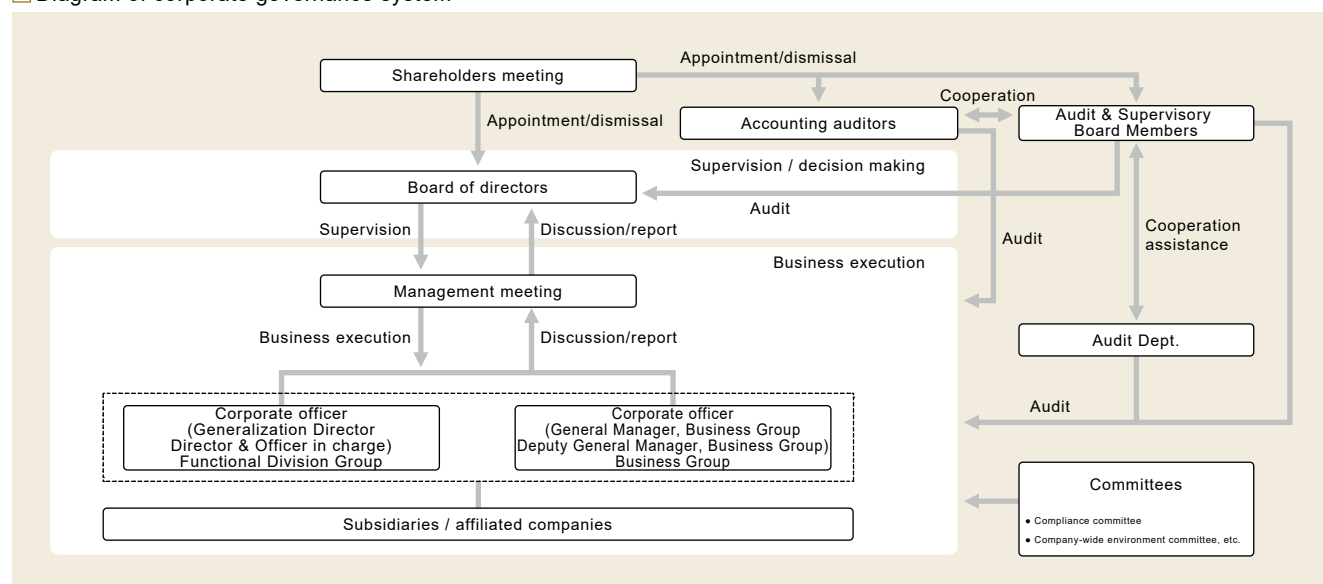 Diagram of corporate governance system
Appointment/dismissal
Shareholders meeting
Cooperation
Appointment/dismissal
Accounting auditors
Audit & Supervisory
Board Members
Supervision / decision making
Board of directors
Audit
Supervision
Discussion/report
Cooperation
assistance
Audit
Business execution
Management meeting
Business execution
Discussion/report
Audit Dept.
Audit
Corporate officer
(Generalization Director
Director & Officer in charge)
Functional Division Group
Corporate officer
(General Manager, Business Group
Deputy General Manager, Business Group)
Business Group
Committees
● Compliance committee
● Company-wide environment committee, etc.
Subsidiaries / affiliated companies